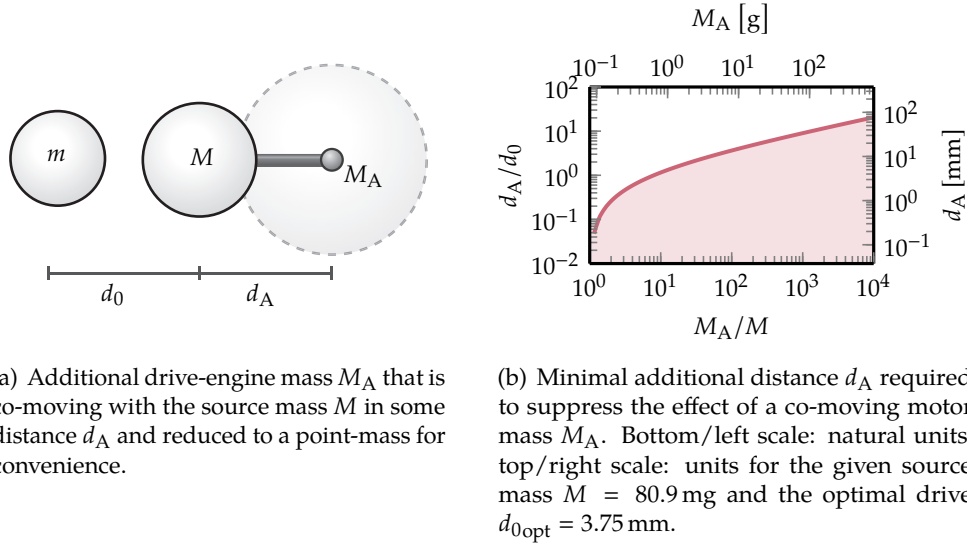 m
M
M_A
d_0
d_A
M_A [g]
10^-1 10^0 10^1 10^2
10^2
10^1
10^0
10^-1
10^-2
d_A/d_0
10^2
10^1
10^0
10^-1
d_A [mm]
10^0 10^1 10^2 10^3 10^4
M_A/M
a) Additional drive-engine mass M_A that is
co-moving with the source mass M in some
distance d_A and reduced to a point-mass for
convenience.
(b) Minimal additional distance d_A required
to suppress the effect of a co-moving motor
mass M_A. Bottom/left scale: natural units
top/right scale: units for the given source
mass M = 80.9 mg and the optimal drive
d_0opt = 3.75 mm.